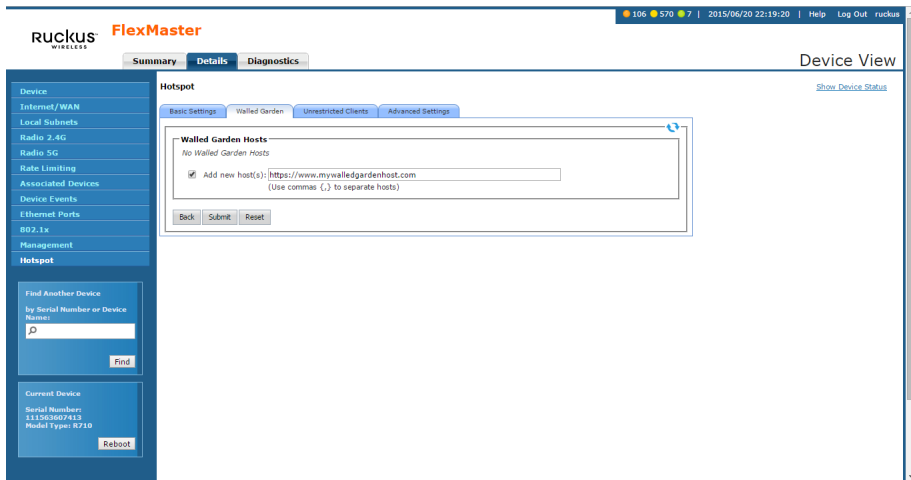 106 570 7 | 2015/06/20 22:19:20 | Help Log Out ruckus
RUCKUS WIRELESS
FlexMaster
Summary Details Diagnostics
Device View
Device
Internet/WAN
Local Subnets
Radio 2.4G
Radio 5G
Rate Limiting
Associated Devices
Device Events
Ethernet Ports
802.1x
Management
Hotspot
Find Another Device
by Serial Number or Device
Name:
Find
Current Device
Serial Number:
111563607413
Model Type: R710
Reboot
Hotspot
Show Device Status
Basic Settings Walled Garden Unrestricted Clients Advanced Settings
Walled Garden Hosts
No Walled Garden Hosts
Add new host(s): https://www.mywalledgardenhost.com
(Use commas {,} to separate hosts)
Back Submit Reset